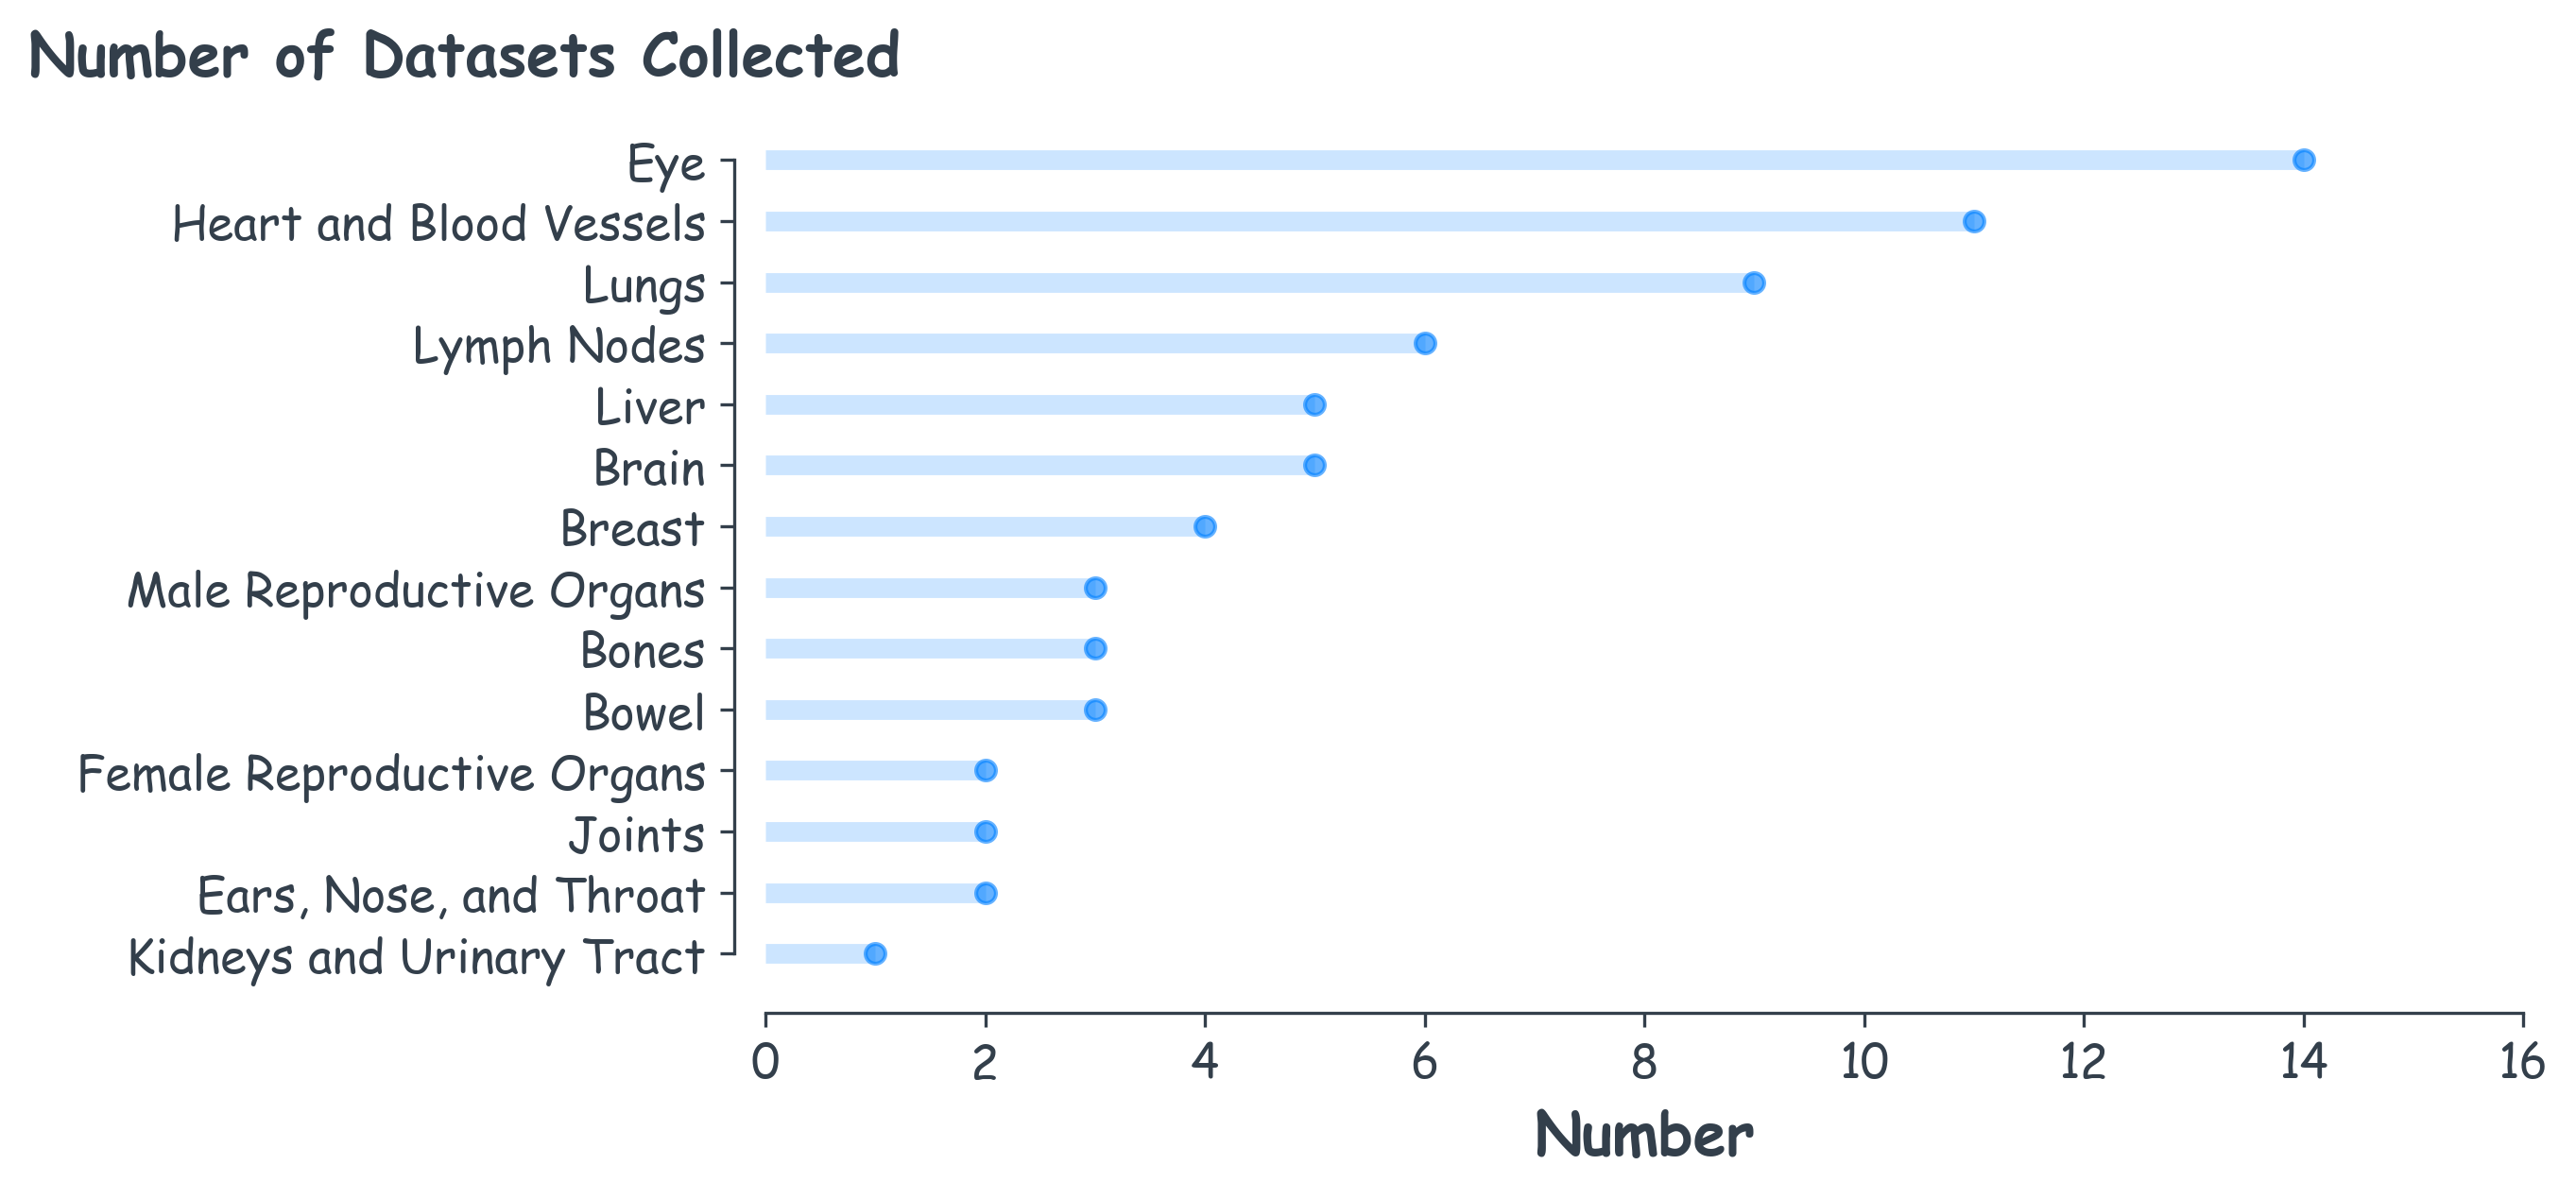 Number of Datasets Collected
Eye
Heart and Blood Vessels
Lungs
Lymph Nodes
Liver
Brain
Breast
Male Reproductive Organs
Bones
Bowel
Female Reproductive Organs
Joints
Ears, Nose, and Throat
Kidneys and Urinary Tract
0 2 4 6 8 10 12 14 16
Number